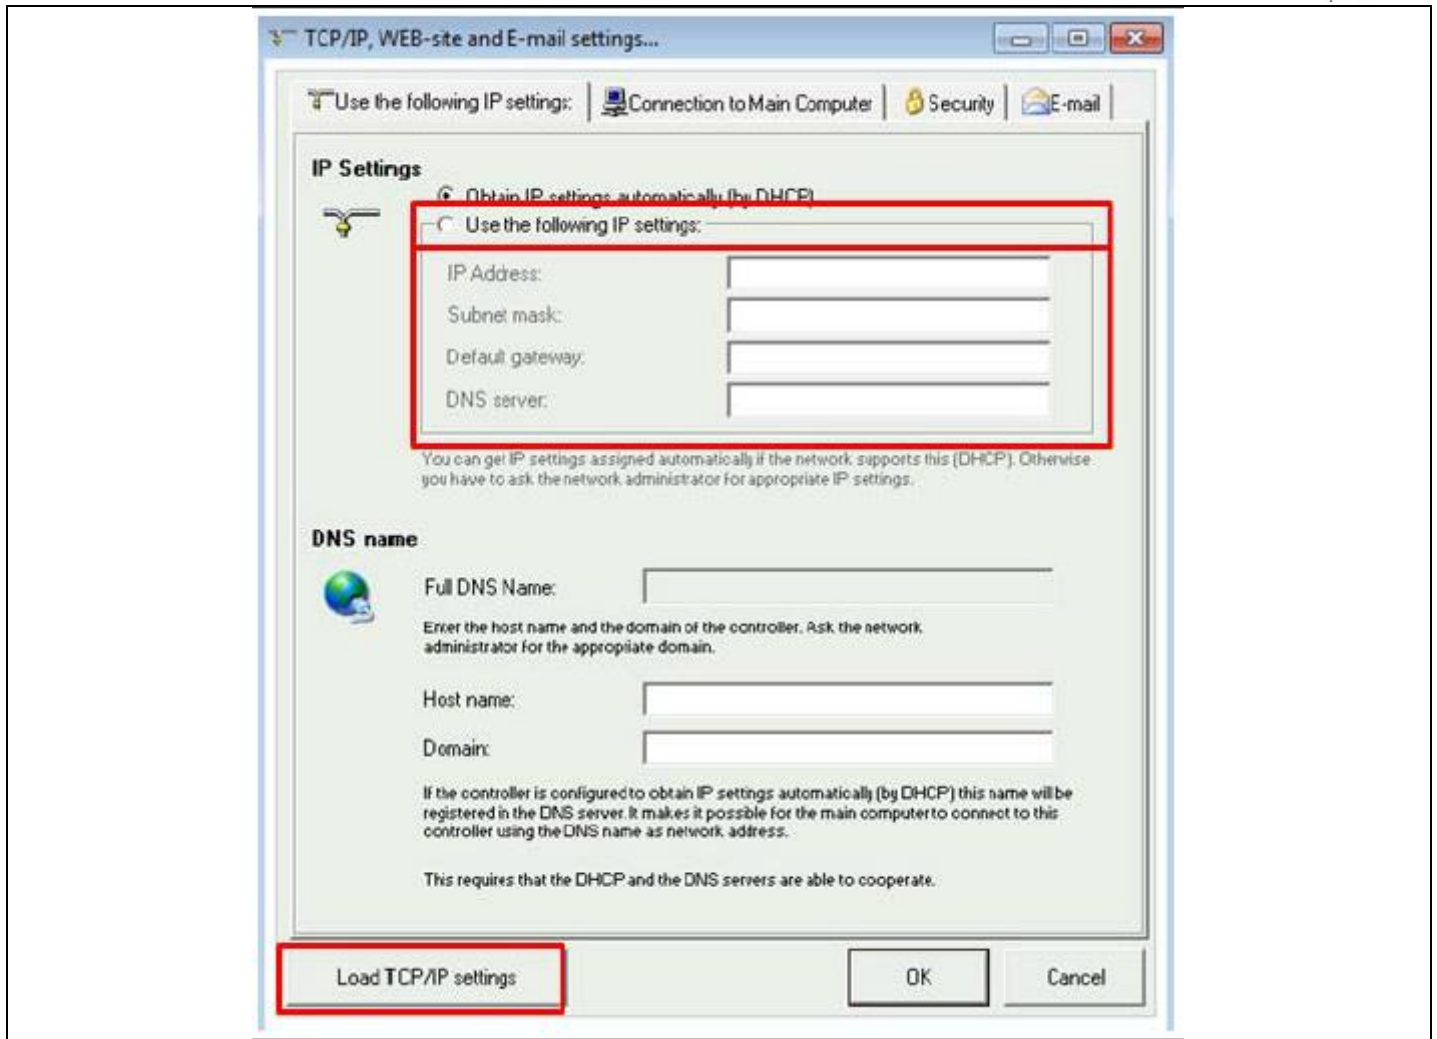 TCP/IP, WEB-site and E-mail settings...
Use the following IP settings: Connection to Main Computer Security E-mail
IP Settings
Obtain IP settings automatically (by DHCP)
Use the following IP settings:
IP Address:
Subnet mask:
Default gateway:
DNS server:
You can get IP settings assigned automatically if the network supports this (DHCP). Otherwise
you have to ask the network administrator for appropriate IP settings.
DNS name
Full DNS Name:
Enter the host name and the domain of the controller. Ask the network
administrator for the appropriate domain.
Host name:
Domain:
If the controller is configured to obtain IP settings automatically (by DHCP) this name will be
registered in the DNS server. It makes it possible for the main computer to connect to this
controller using the DNS name as network address.
This requires that the DHCP and the DNS servers are able to cooperate.
Load TCP/IP settings OK Cancel